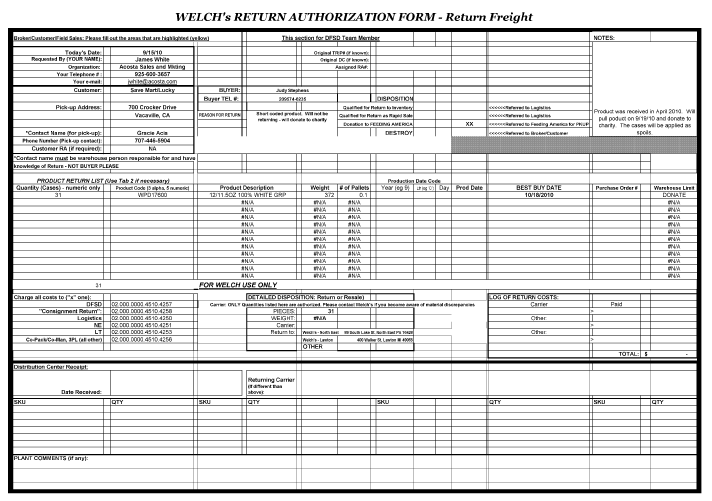 WELCH's RETURN AUTHORIZATION FORM - Return Freight
Broker/Customer/Field Sales: Please fill out the areas that are highlighted (yellow)
This section for DFSD Team Member
NOTES:
Today's Date: 9/15/10
Original TRIP# (if known):
Requested By (YOUR NAME): James White
Original DC (if known):
Organization: Acosta Sales and Mkting
Assigned RA#:
Your Telephone #: 925-600-3657
Your e-mail: jwhite@acosta.com
Customer: Save Mart/Lucky
BUYER: Judy Stephens
Buyer TEL #: 209/574-6235
DISPOSITION
Pick-up Address: 700 Crocker Drive
Vacaville, CA
REASON FOR RETURN
Short coded product. Will not be returning - will donate to charity
Qualified for Return to Inventory
<<<<<<Referred to Logistics
Qualified for Return as Rapid Sale
<<<<<<Referred to Logistics
Donation to FEEDING AMERICA XX
<<<<<<Referred to Feeding America for PKUP
DESTROY
<<<<<<Referred to Broker/Customer
Product was received in April 2010. Will pull poduct on 9/19/10 and donate to charity. The cases will be applied as spoils.
*Contact Name (for pick-up): Gracie Acia
Phone Number (Pick-up contact): 707-446-8904
Customer RA (if required) NA
*Contact name must be warehouse person responsible for and have
knowledge of Return - NOT BUYER PLEASE
PRODUCT RETURN LIST (Use Tab 2 if necessary)
Production Date Code
Quantity (Cases) - numeric only
Product Code (3 alpha, 5 numeric)
Product Description
Weight
# of Pallets
Year (eg 9)
Day
Prod Date
BEST BUY DATE
Purchase Order #
Warehouse Limit
31 WPD17600 12/11.5OZ 100% WHITE GRP 372 0.1 10/18/2010 DONATE
#N/A #N/A #N/A
#N/A #N/A #N/A
#N/A #N/A #N/A
#N/A #N/A #N/A
#N/A #N/A #N/A
#N/A #N/A #N/A
#N/A #N/A #N/A
#N/A #N/A #N/A
#N/A #N/A #N/A
#N/A #N/A #N/A
#N/A #N/A #N/A
31
FOR WELCH USE ONLY
Charge all costs to ("x" one):
DETAILED DISPOSITION: Return or Resale)
LOG OF RETURN COSTS:
DFSD 02.000.0000.4510.4257
Carrier: ONLY Quantities listed here are authorized. Please contact Welch's if you become aware of material discrepancies
Carrier Paid
"Consignment Return" 02.000.0000.4510.4258
PIECES: 31
>
Logistics 02.000.0000.4510.4250
WEIGHT: #N/A
Other:
NE 02.000.0000.4510.4251
Carrier:
>
LT 02.000.0000.4510.4253
Return to: Welch's - North East 98 South Lake St. North East PA 16428
Other:
Co-Pack/Co-Man, 3PL (all other) 02.000.0000.4510.4256
Welch's - Lawton 400 Walker St, Lawton MI 49065
>
OTHER
TOTAL: $ -
Distribution Center Receipt:
Date Received:
Returning Carrier
(if different than above):
SKU QTY SKU QTY SKU QTY SKU QTY
PLANT COMMENTS (if any):